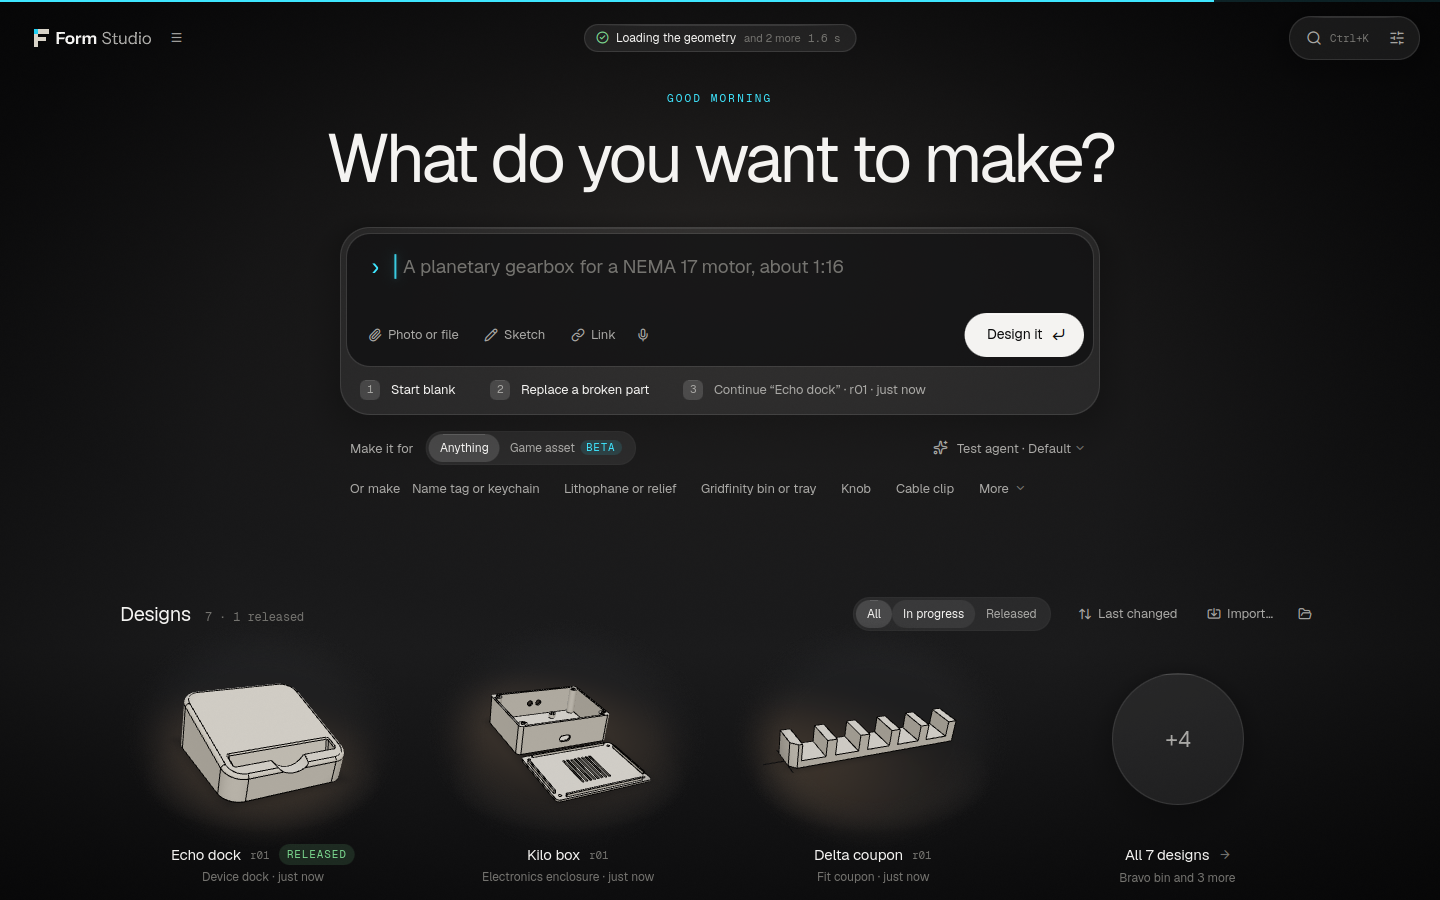 Form Studio
Loading the geometry and 2 more 1.6 s
Ctrl+K
GOOD MORNING
What do you want to make?
› A planetary gearbox for a NEMA 17 motor, about 1:16
Photo or file Sketch Link Design it
1 Start blank 2 Replace a broken part 3 Continue “Echo dock” · r01 · just now
Make it for Anything Game asset BETA Test agent · Default
Or make Name tag or keychain Lithophane or relief Gridfinity bin or tray Knob Cable clip More
Designs 7 · 1 released All In progress Released Last changed Import…
+4
Echo dock r01 RELEASED Kilo box r01 Delta coupon r01 All 7 designs →
Device dock · just now Electronics enclosure · just now Fit coupon · just now Bravo bin and 3 more